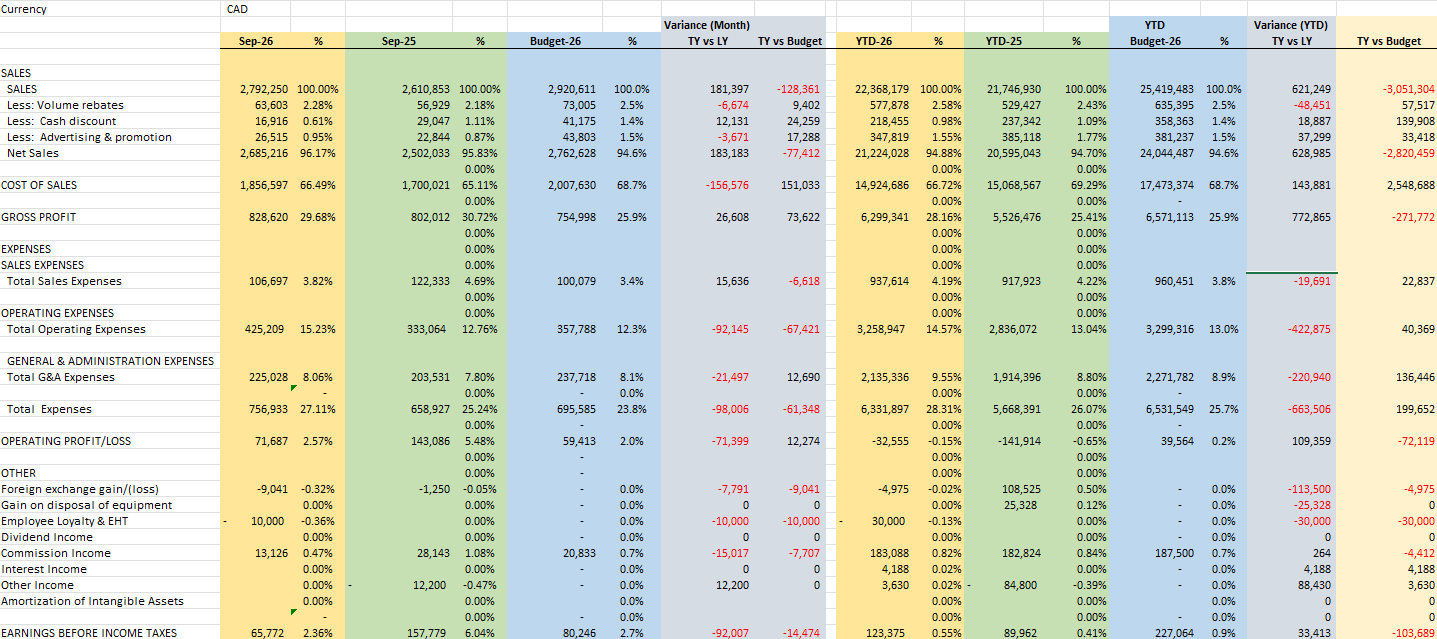 Currency CAD
Variance (Month) YTD Variance (YTD)
Sep-26 % Sep-25 % Budget-26 % TY vs LY TY vs Budget YTD-26 % YTD-25 % Budget-26 % TY vs LY TY vs Budget
SALES
SALES 2,792,250 100.00% 2,610,853 100.00% 2,920,611 100.0% 181,397 -128,361 22,368,179 100.00% 21,746,930 100.00% 25,419,483 100.0% 621,249 -3,051,304
Less: Volume rebates 63,603 2.28% 56,929 2.18% 73,005 2.5% -6,674 9,402 577,878 2.58% 529,427 2.43% 635,395 2.5% -48,451 57,517
Less: Cash discount 16,916 0.61% 29,047 1.11% 41,175 1.4% 12,131 24,259 218,455 0.98% 237,342 1.09% 358,363 1.4% 18,887 139,908
Less: Advertising & promotion 26,515 0.95% 22,844 0.87% 43,803 1.5% -3,671 17,288 347,819 1.55% 385,118 1.77% 381,237 1.5% 37,299 33,418
Net Sales 2,685,216 96.17% 2,502,033 95.83% 2,762,628 94.6% 183,183 -77,412 21,224,028 94.88% 20,595,043 94.70% 24,044,487 94.6% 628,985 -2,820,459
0.00% 0.00% 0.00%
COST OF SALES 1,856,597 66.49% 1,700,021 65.11% 2,007,630 68.7% -156,576 151,033 14,924,686 66.72% 15,068,567 69.29% 17,473,374 68.7% 143,881 2,548,688
0.00% 0.00% 0.00% -
GROSS PROFIT 828,620 29.68% 802,012 30.72% 754,998 25.9% 26,608 73,622 6,299,341 28.16% 5,526,476 25.41% 6,571,113 25.9% 772,865 -271,772
0.00% 0.00% 0.00%
EXPENSES 0.00% 0.00% 0.00%
SALES EXPENSES 0.00% 0.00% 0.00%
Total Sales Expenses 106,697 3.82% 122,333 4.69% 100,079 3.4% 15,636 -6,618 937,614 4.19% 917,923 4.22% 960,451 3.8% -19,691 22,837
0.00% 0.00% 0.00%
OPERATING EXPENSES 0.00% 0.00% 0.00%
Total Operating Expenses 425,209 15.23% 333,064 12.76% 357,788 12.3% -92,145 -67,421 3,258,947 14.57% 2,836,072 13.04% 3,299,316 13.0% -422,875 40,369
GENERAL & ADMINISTRATION EXPENSES
Total G&A Expenses 225,028 8.06% 203,531 7.80% 237,718 8.1% -21,497 12,690 2,135,336 9.55% 1,914,396 8.80% 2,271,782 8.9% -220,940 136,446
- 0.00% - 0.0% 0.00% 0.00% -
Total Expenses 756,933 27.11% 658,927 25.24% 695,585 23.8% -98,006 -61,348 6,331,897 28.31% 5,668,391 26.07% 6,531,549 25.7% -663,506 199,652
0.00% - 0.00% 0.00% -
OPERATING PROFIT/LOSS 71,687 2.57% 143,086 5.48% 59,413 2.0% -71,399 12,274 -32,555 -0.15% -141,914 -0.65% 39,564 0.2% 109,359 -72,119
0.00% - 0.00% 0.00%
OTHER 0.00% - 0.00% 0.00%
Foreign exchange gain/(loss) -9,041 -0.32% -1,250 -0.05% - 0.0% -7,791 -9,041 -4,975 -0.02% 108,525 0.50% - 0.0% -113,500 -4,975
Gain on disposal of equipment 0.00% 0.00% - 0.0% 0 0 0.00% 25,328 0.12% - 0.0% -25,328 0
Employee Loyalty & EHT - 10,000 -0.36% 0.00% - 0.0% -10,000 -10,000 - 30,000 -0.13% 0.00% - 0.0% -30,000 -30,000
Dividend Income 0.00% 0.00% - 0.0% 0 0 0.00% 0.00% - 0.0% 0 0
Commission Income 13,126 0.47% 28,143 1.08% 20,833 0.7% -15,017 -7,707 183,088 0.82% 182,824 0.84% 187,500 0.7% 264 -4,412
Interest Income 0.00% 0.00% - 0.0% 0 0 4,188 0.02% 0.00% - 0.0% 4,188 4,188
Other Income 0.00% - 12,200 -0.47% - 0.0% 12,200 0 3,630 0.02% - 84,800 -0.39% - 0.0% 88,430 3,630
Amortization of Intangible Assets 0.00% 0.00% 0.0% 0 0 0.00% 0.00% 0.0% 0 0
- 0.00% - 0.0% 0.00% 0.00% - 0.0% 0 0
EARNINGS BEFORE INCOME TAXES 65,772 2.36% 157,779 6.04% 80,246 2.7% -92,007 -14,474 123,375 0.55% 89,962 0.41% 227,064 0.9% 33,413 -103,689